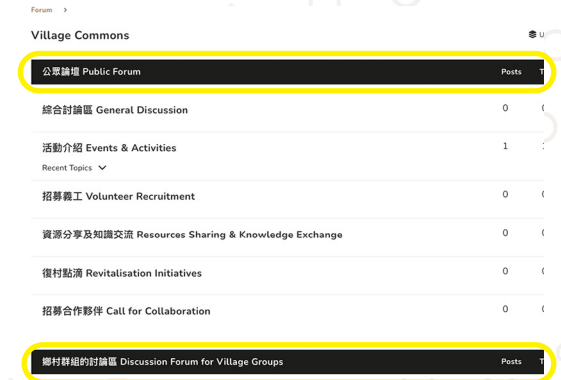 Forum >
Village Commons
公眾論壇 Public Forum Posts
綜合討論區 General Discussion 0
活動介紹 Events & Activities 1
Recent Topics
招募義工 Volunteer Recruitment 0
資源分享及知識交流 Resources Sharing & Knowledge Exchange 0
復村點滴 Revitalisation Initiatives 0
招募合作夥伴 Call for Collaboration 0
鄉村群組的討論區 Discussion Forum for Village Groups Posts